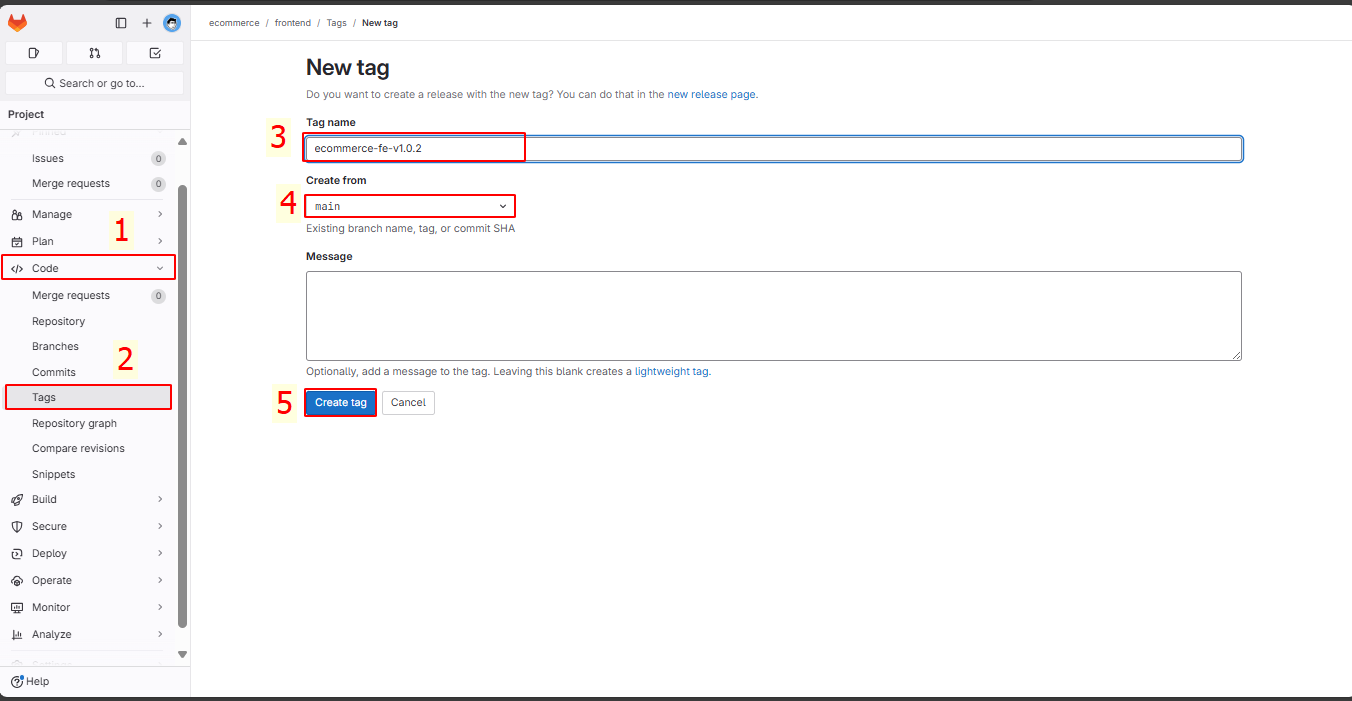 ecommerce / frontend / Tags / New tag
Search or go to...
Project
Pinned
Issues 0
Merge requests 0
Manage
1
Plan
Code
Merge requests 0
Repository
Branches
2
Commits
Tags
Repository graph
Compare revisions
Snippets
Build
Secure
Deploy
Operate
Monitor
Analyze
Settings
Help
New tag
Do you want to create a release with the new tag? You can do that in the new release page.
Tag name
3
ecommerce-fe-v1.0.2
Create from
4
main
Existing branch name, tag, or commit SHA
Message
Optionally, add a message to the tag. Leaving this blank creates a lightweight tag.
5
Create tag Cancel